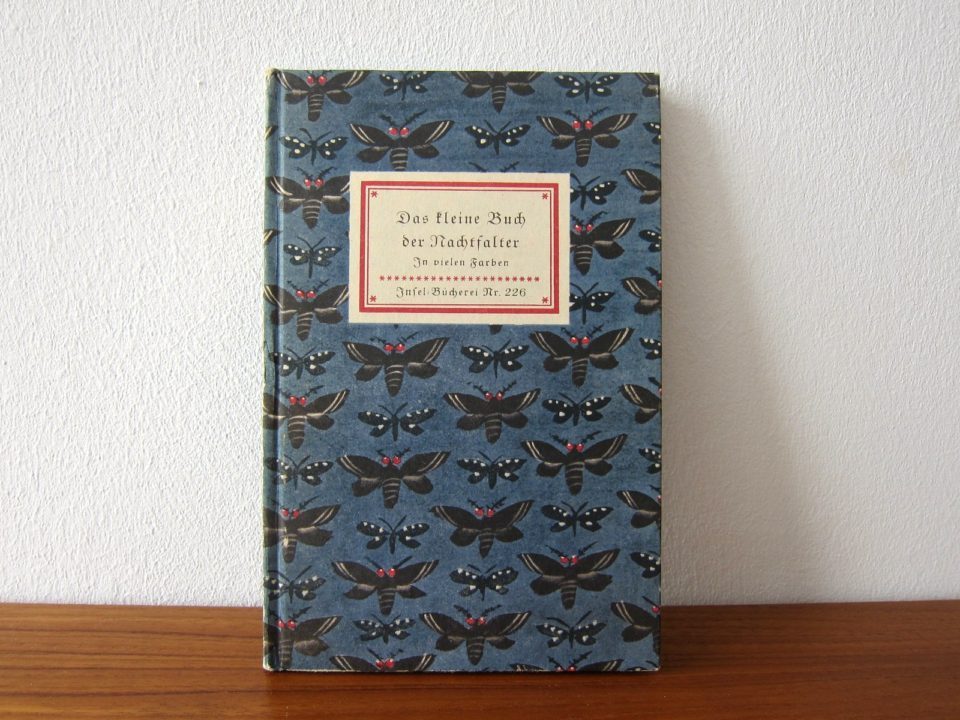 Das kleine Buch
der Nachtfalter
In vielen Farben
Insel-Bücherei Nr. 226